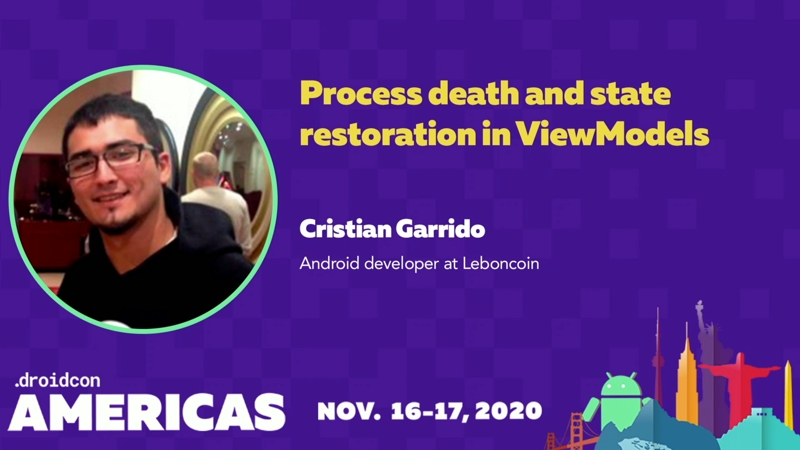 Process death and state
restoration in ViewModels
Cristian Garrido
Android developer at Leboncoin
.droidcon
AMERICAS
NOV. 16-17, 2020